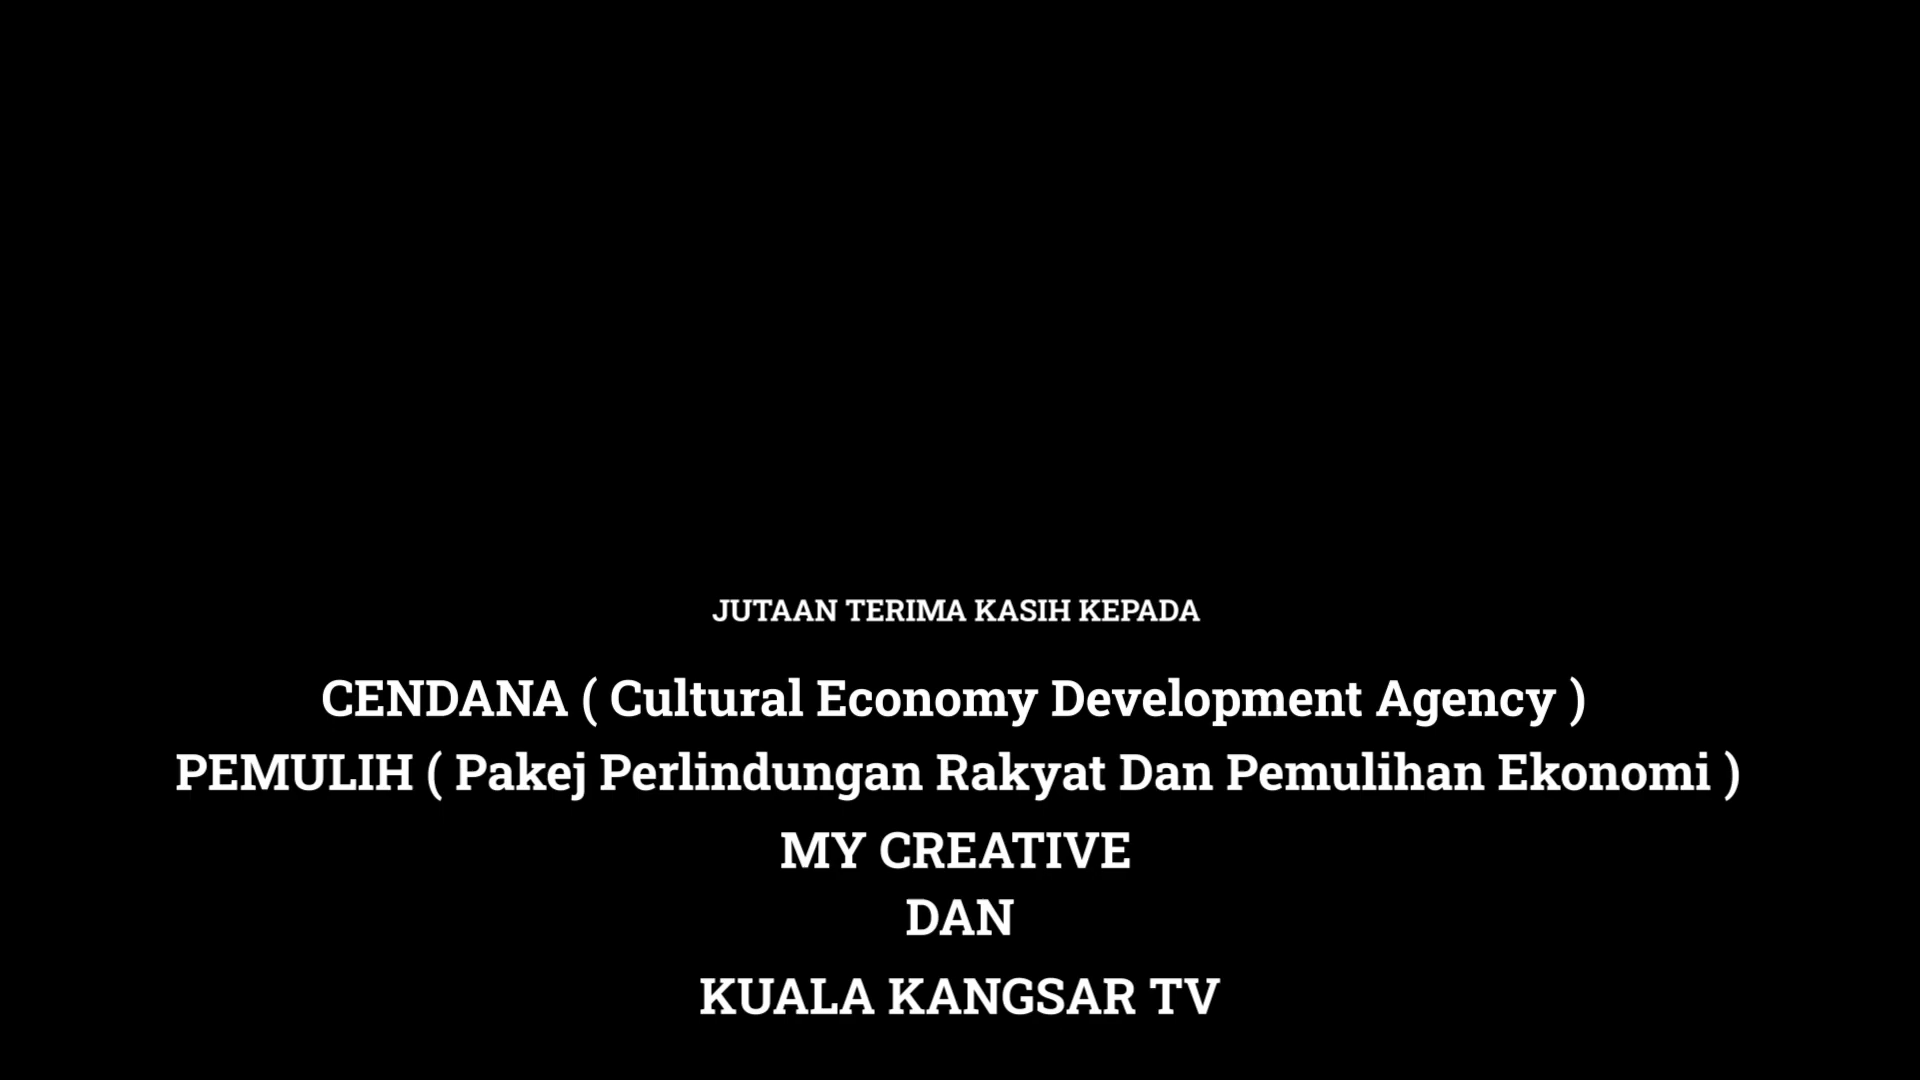 JUTAAN TERIMA KASIH KEPADA
CENDANA ( Cultural Economy Development Agency )
PEMULIH ( Pakej Perlindungan Rakyat Dan Pemulihan Ekonomi )
MY CREATIVE
DAN
KUALA KANGSAR TV